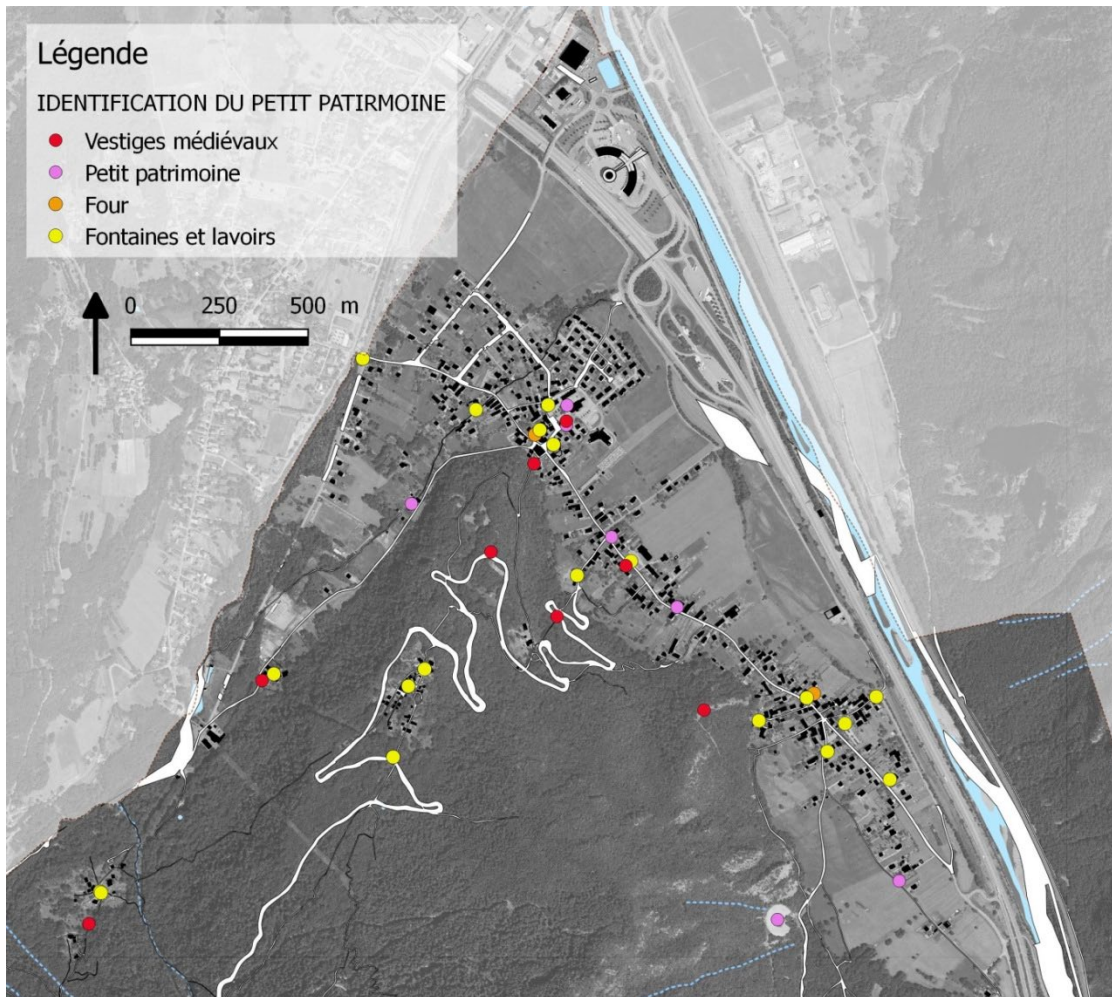 Légende
IDENTIFICATION DU PETIT PATIRMOINE
Vestiges médiévaux
Petit patrimoine
Four
Fontaines et lavoirs
0 250 500 m